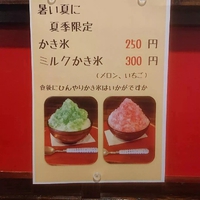 暑い夏に
夏季限定
かき氷 250 円
ミルクかき氷 300 円
(メロン、いちご)
食後にひんやりかき氷はいかがですか